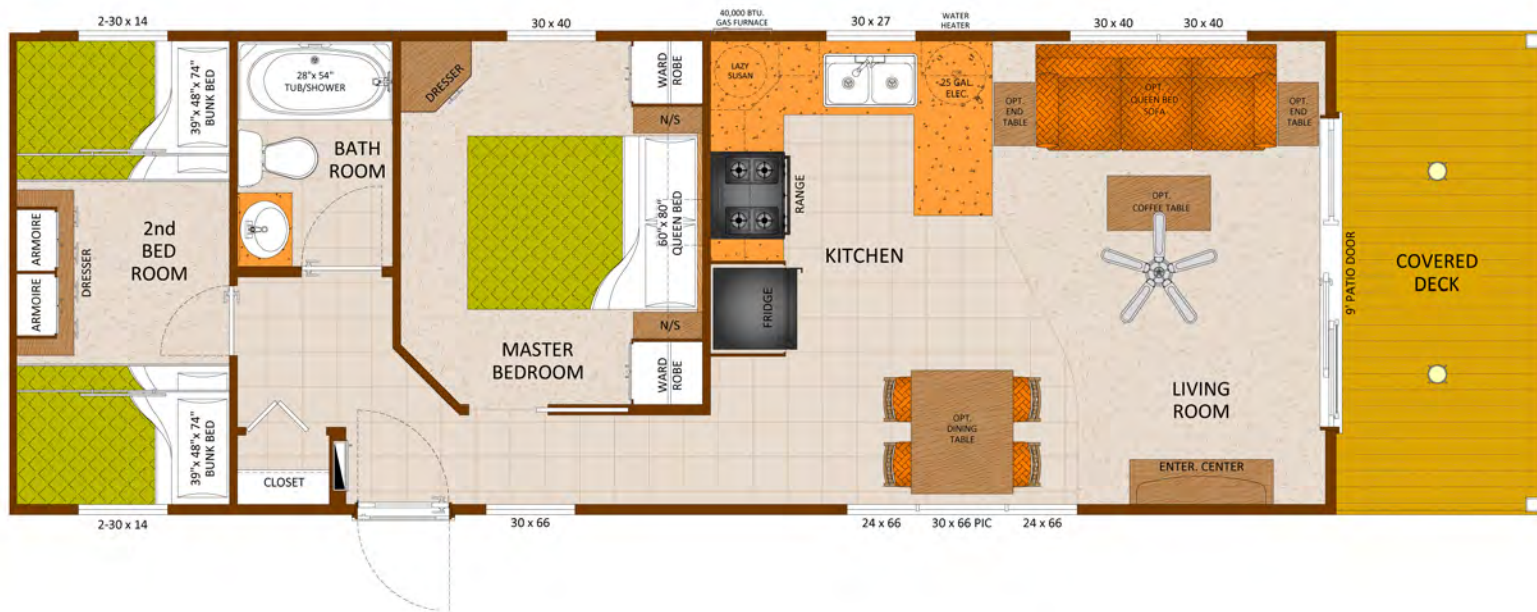 2-30 x 14
30 x 40
40,000 BTU.
GAS FURNACE
30 x 27
WATER
HEATER
30 x 40
30 x 40
39"x 48"x 74"
BUNK BED
28"x 54"
TUB/SHOWER
DRESSER
WARD
ROBE
LAZY
SUSAN
25 GAL.
ELEC.
OPT.
END
TABLE
OPT.
QUEEN BED
SOFA
OPT.
END
TABLE
N/S
BATH
ROOM
60"x 80"
QUEEN BED
RANGE
OPT.
COFFEE TABLE
ARMOIRE
ARMOIRE
DRESSER
2nd
BED
ROOM
KITCHEN
9' PATIO DOOR
COVERED
DECK
FRIDGE
N/S
MASTER
BEDROOM
WARD
ROBE
LIVING
ROOM
39"x 48"x 74"
BUNK BED
OPT.
DINING
TABLE
CLOSET
ENTER. CENTER
2-30 x 14
30 x 66
24 x 66
30 x 66 PIC
24 x 66